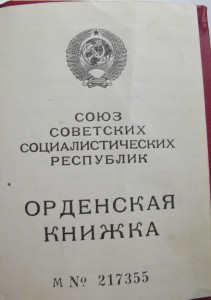 СОЮЗ
СОВЕТСКИХ
СОЦИАЛИСТИЧЕСКИХ
РЕСПУБЛИК
ОРДЕНСКАЯ
КНИЖКА
М № 217355